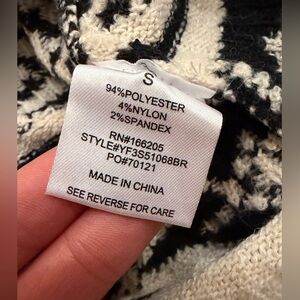 S
94%POLYESTER
4%NYLON
2%SPANDEX
RN#166205
STYLE#YF3S51068BR
PO#70121
MADE IN CHINA
SEE REVERSE FOR CARE